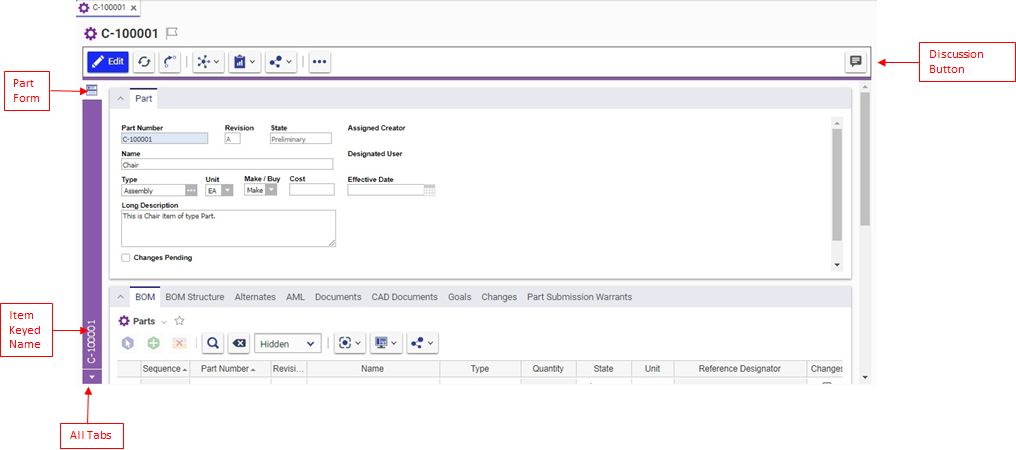 C-100001 x
C-100001
Edit
Discussion
Button
Part
Form
Part
Part Number Revision State Assigned Creator
C-100001 A Preliminary
Name Designated User
Chair
Type Unit Make / Buy Cost Effective Date
Assembly EA Make
Long Description
This is Chair item of type Part.
Changes Pending
BOM BOM Structure Alternates AML Documents CAD Documents Goals Changes Part Submission Warrants
Item
Keyed
Name
C-100001
Parts
Hidden
Sequence Part Number Revisi... Name Type Quantity State Unit Reference Designator Changes
All Tabs